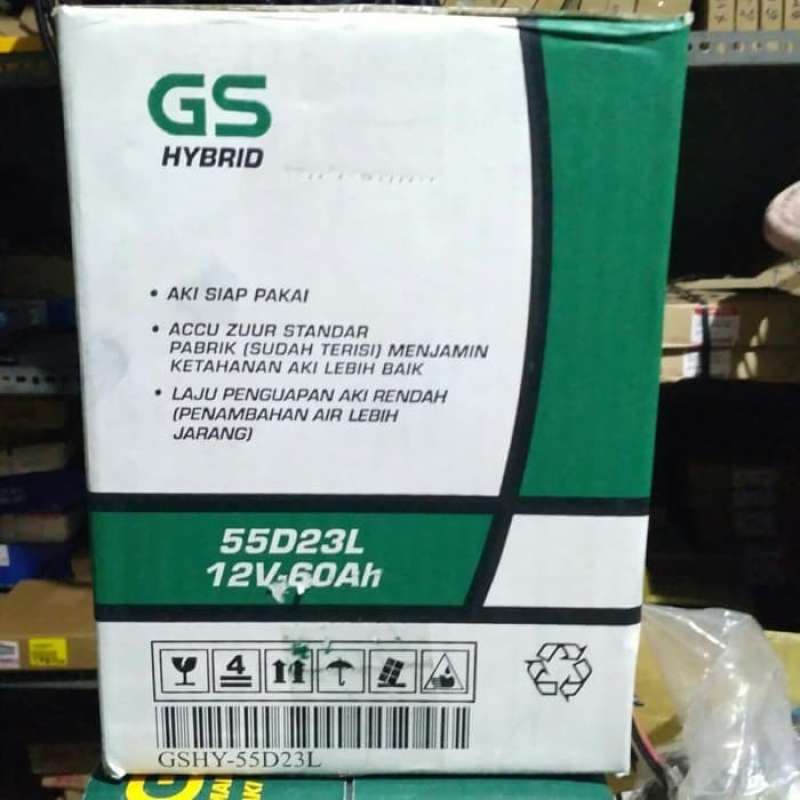 GS
HYBRID
• AKI SIAP PAKAI
• ACCU ZUUR STANDAR
PABRIK (SUDAH TERISI) MENJAMIN
KETAHANAN AKI LEBIH BAIK
• LAJU PENGUAPAN AKI RENDAH
(PENAMBAHAN AIR LEBIH
JARANG)
55D23L
12V-60Ah
4
GSHY-55D23L